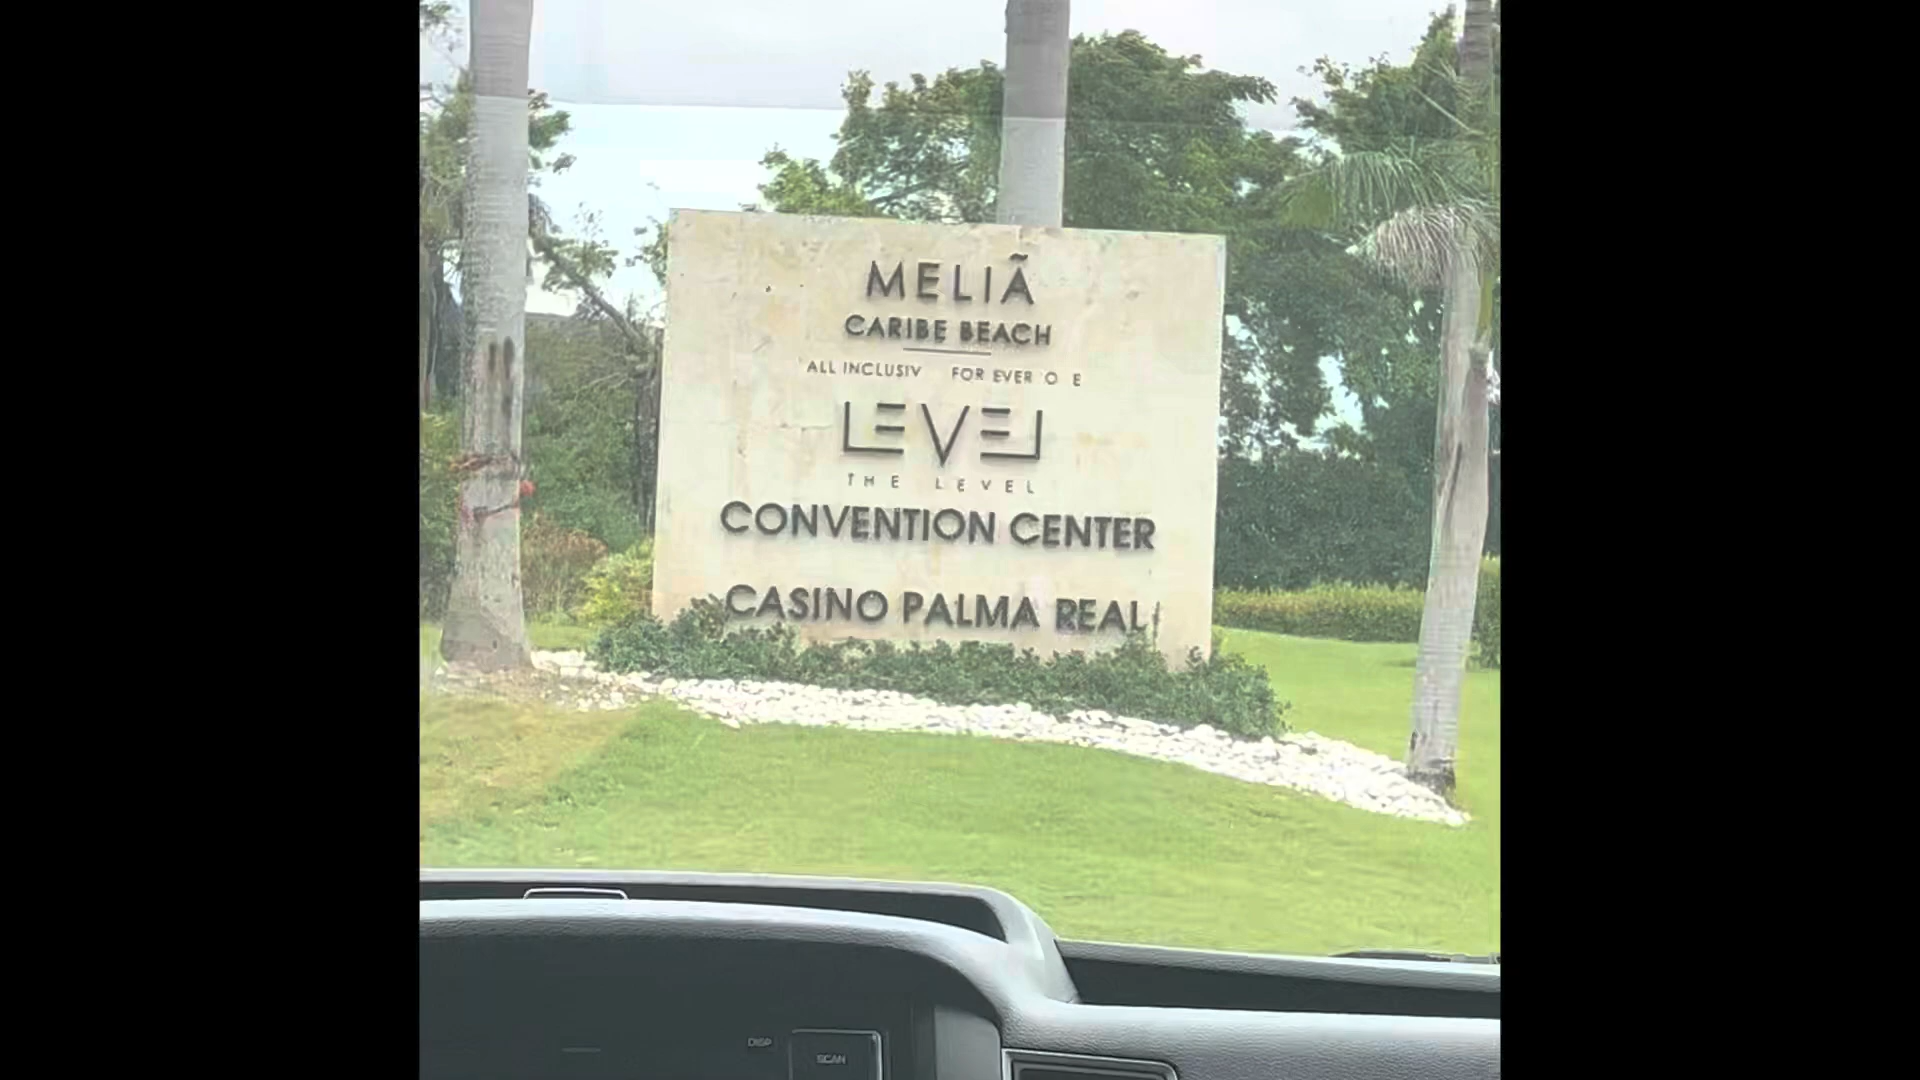 MELIÃ
CARIBE BEACH
ALL INCLUSIV FOR EVER O E
LEVEL
THE LEVEL
CONVENTION CENTER
CASINO PALMA REAL
DISP
SCAN